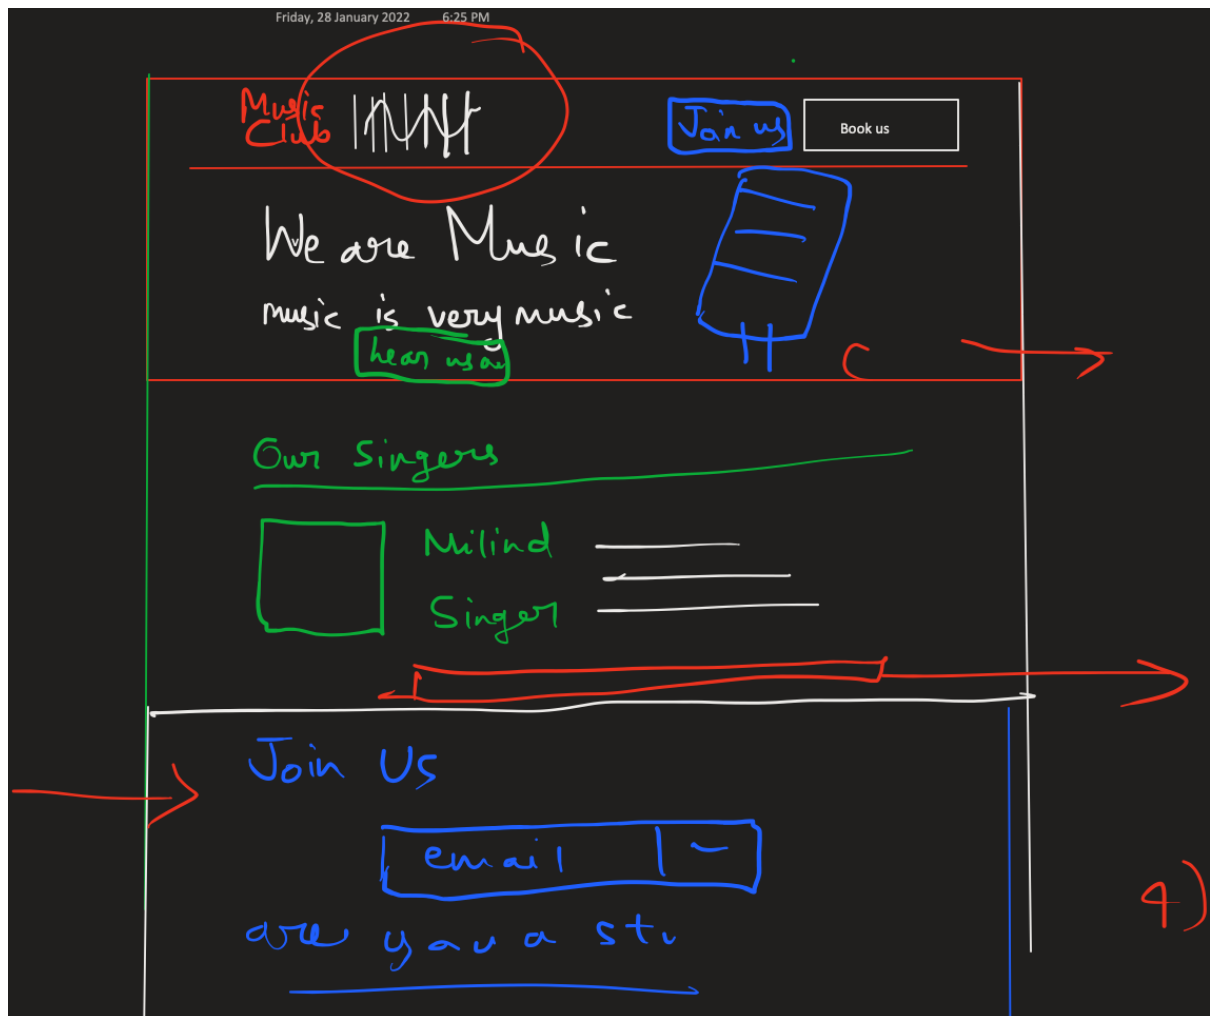 Friday, 28 January 2022 6:25 PM
Music
Club
Join us
Book us
We are Music
music is very music
hear us
Our Singers
Milind
Singer
Join Us
email
are you a stu
4)